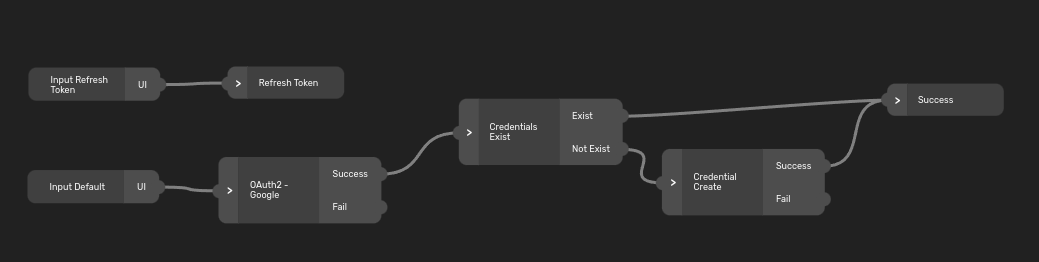 Input Refresh
Token
UI
>
Refresh Token
Input Default
UI
>
OAuth2 -
Google
Success
Fail
>
Credentials
Exist
Exist
Not Exist
>
Credential
Create
Success
Fail
>
Success